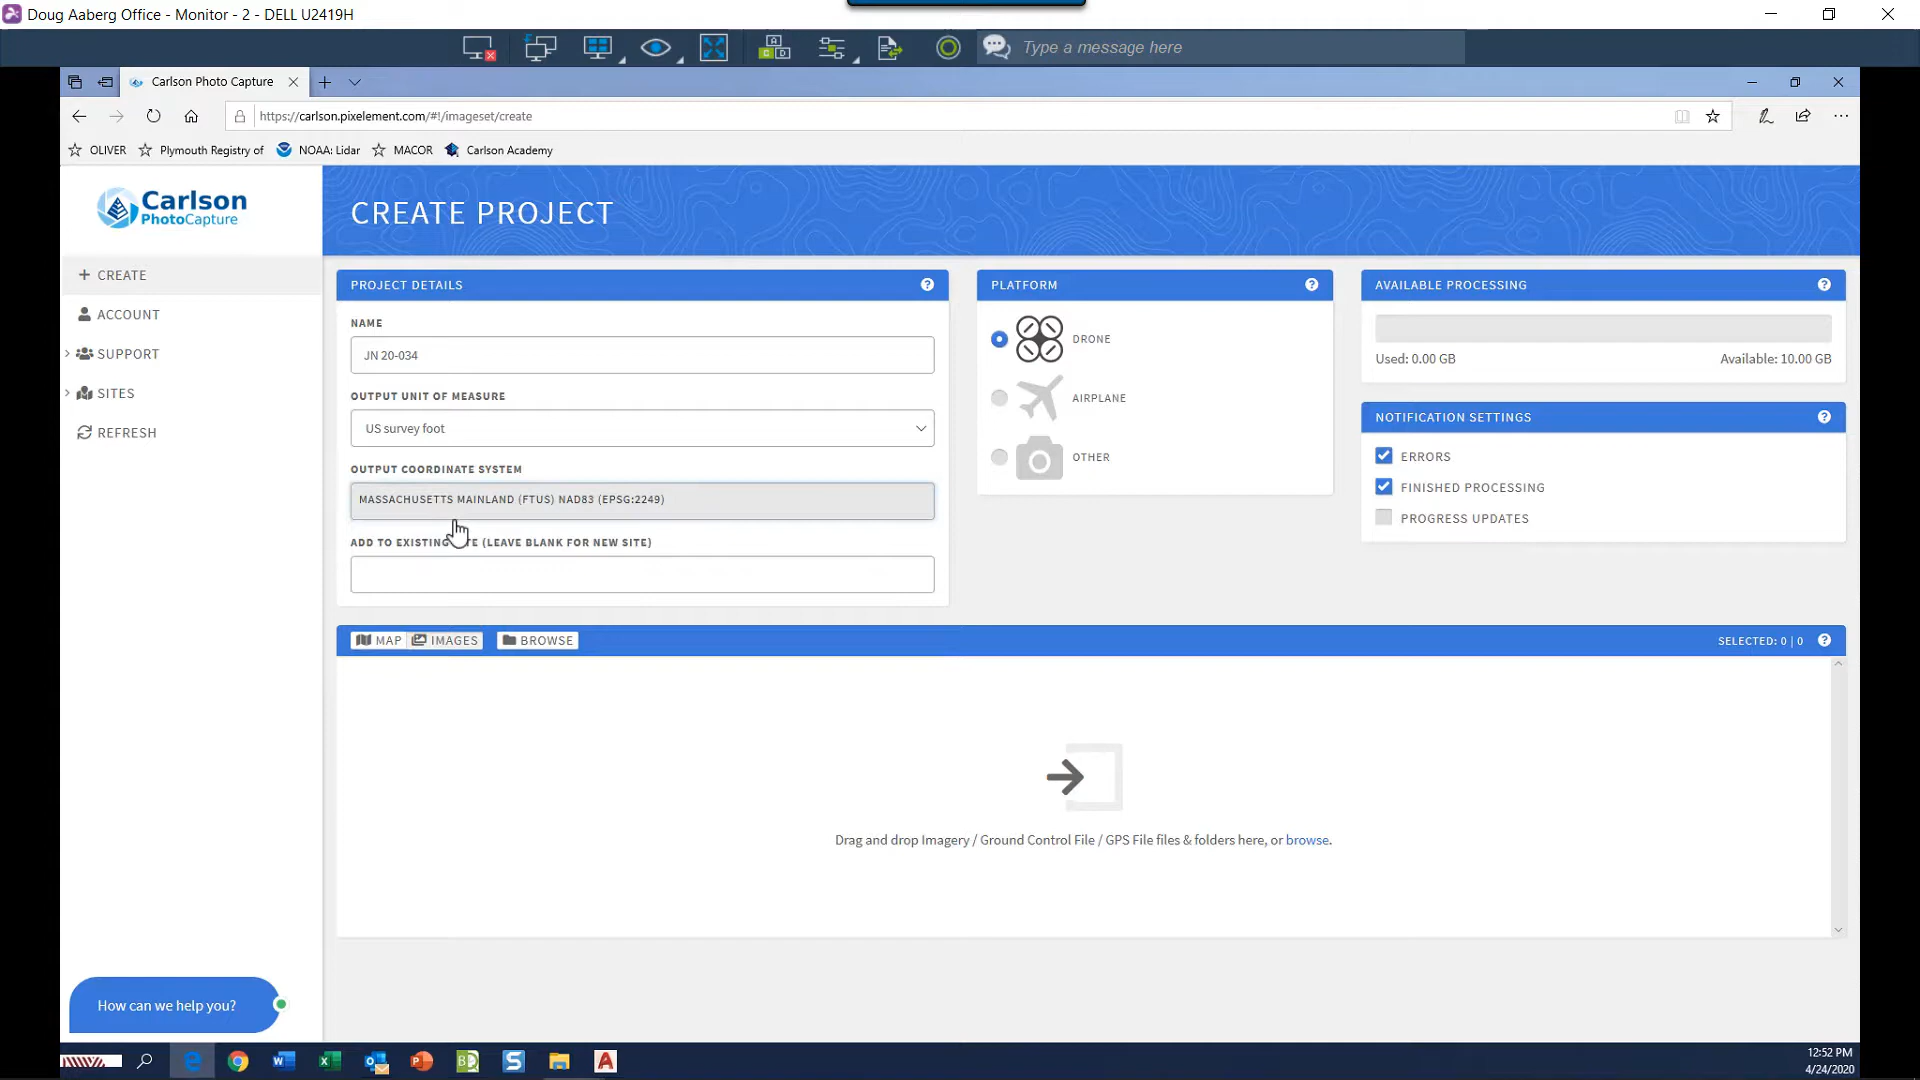 Doug Aaberg Office - Monitor - 2 - DELL U2419H
Type a message here
Carlson Photo Capture
https://carlson.pixelement.com/#!/imageset/create
OLIVER
Plymouth Registry of
NOAA: Lidar
MACOR
Carlson Academy
Carlson
PhotoCapture
CREATE PROJECT
CREATE
ACCOUNT
SUPPORT
SITES
REFRESH
PROJECT DETAILS
NAME
JN 20-034
OUTPUT UNIT OF MEASURE
US survey foot
OUTPUT COORDINATE SYSTEM
MASSACHUSETTS MAINLAND (FTUS) NAD83 (EPSG:2249)
ADD TO EXISTING SITE (LEAVE BLANK FOR NEW SITE)
PLATFORM
DRONE
AIRPLANE
OTHER
AVAILABLE PROCESSING
Used: 0.00 GB
Available: 10.00 GB
NOTIFICATION SETTINGS
ERRORS
FINISHED PROCESSING
PROGRESS UPDATES
MAP
IMAGES
BROWSE
SELECTED: 0 | 0
Drag and drop Imagery / Ground Control File / GPS File files & folders here, or browse.
How can we help you?
12:52 PM
4/24/2020